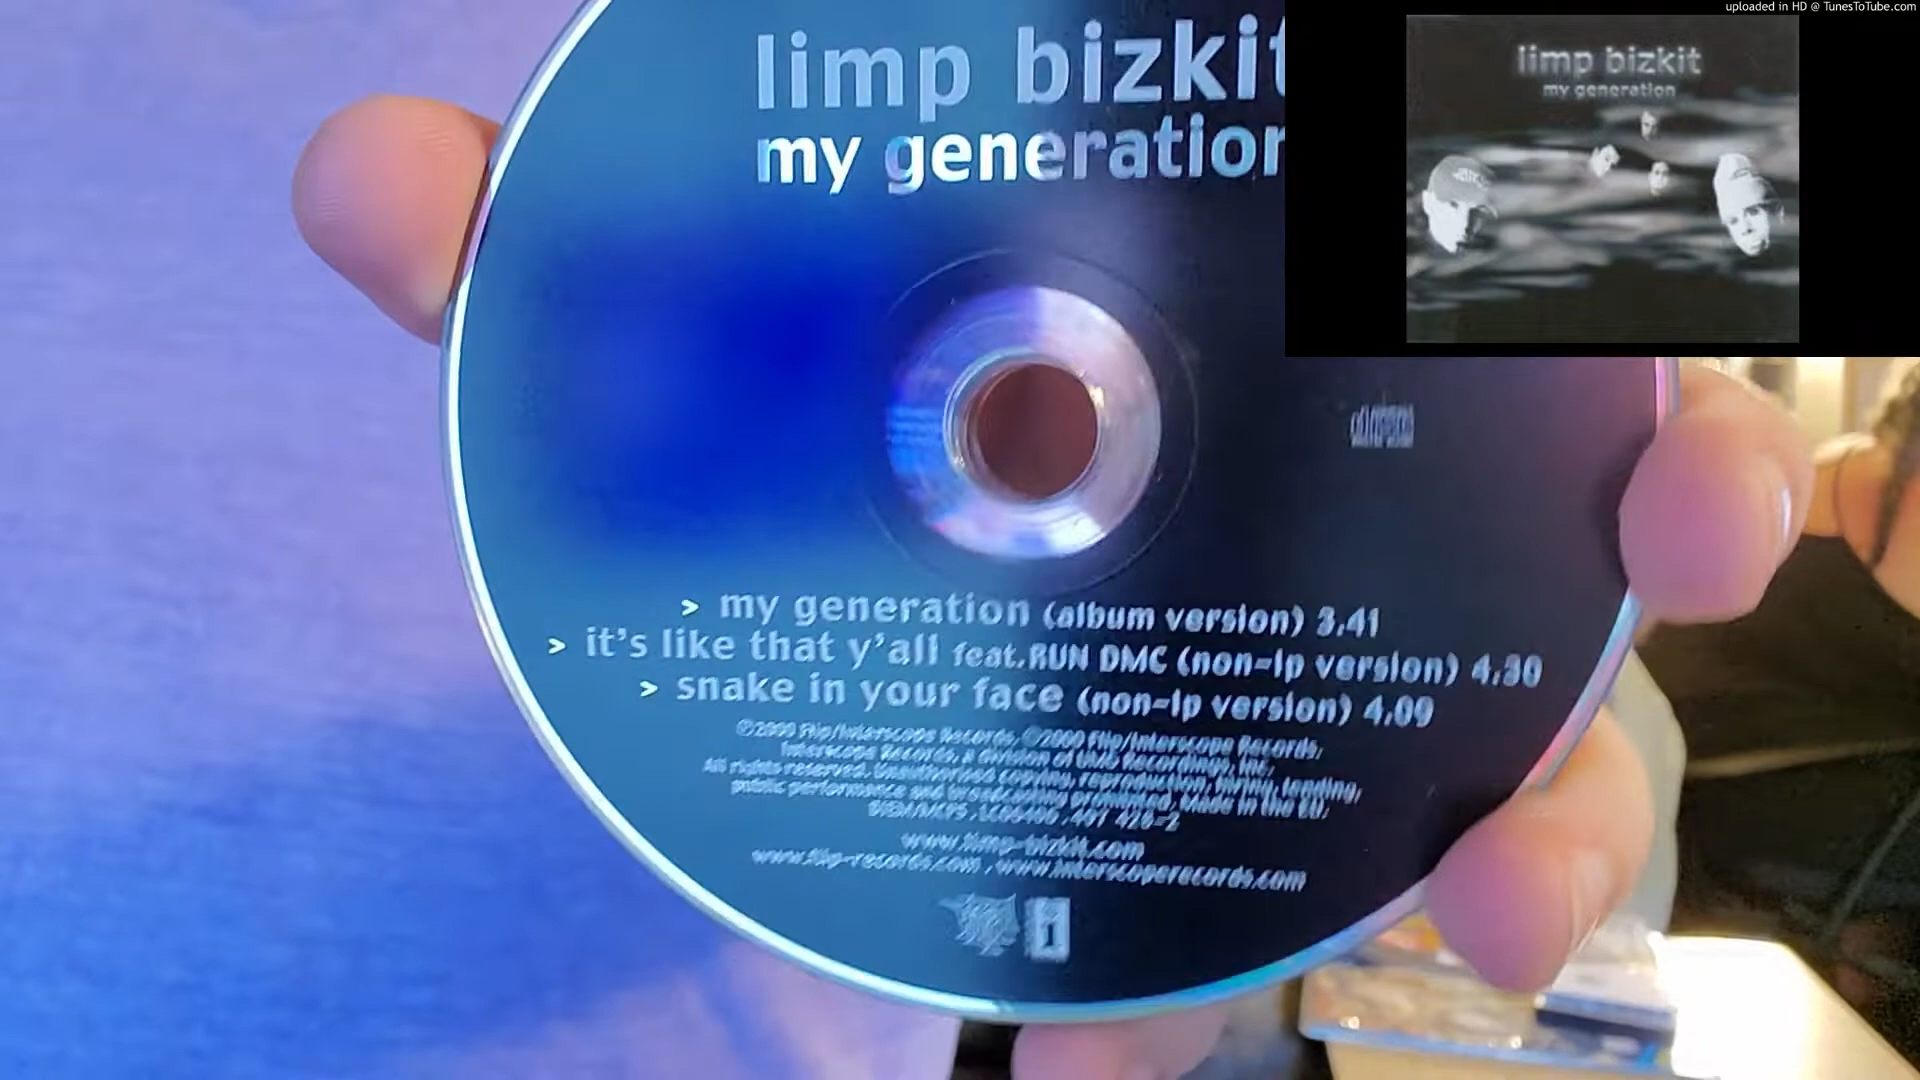 uploaded in HD @ TunesToTube.com
limp bizkit
my generation
limp bizkit
my generation
> my generation (album version) 3.41
> it's like that y'all feat.RUN DMC (non-lp version) 4.30
> snake in your face (non-lp version) 4.09
℗2000 Flip/Interscope Records, ©2000 Flip/Interscope Records,
Interscope Records, a division of UMG Recordings, Inc,
All rights reserved. Unauthorised copying, reproduction, hiring, lending,
public performance and broadcasting prohibited, Made in the EU,
BIEM/MCPS
www.limp-bizkit.com
www.flip-records.com , www.interscoperecords.com